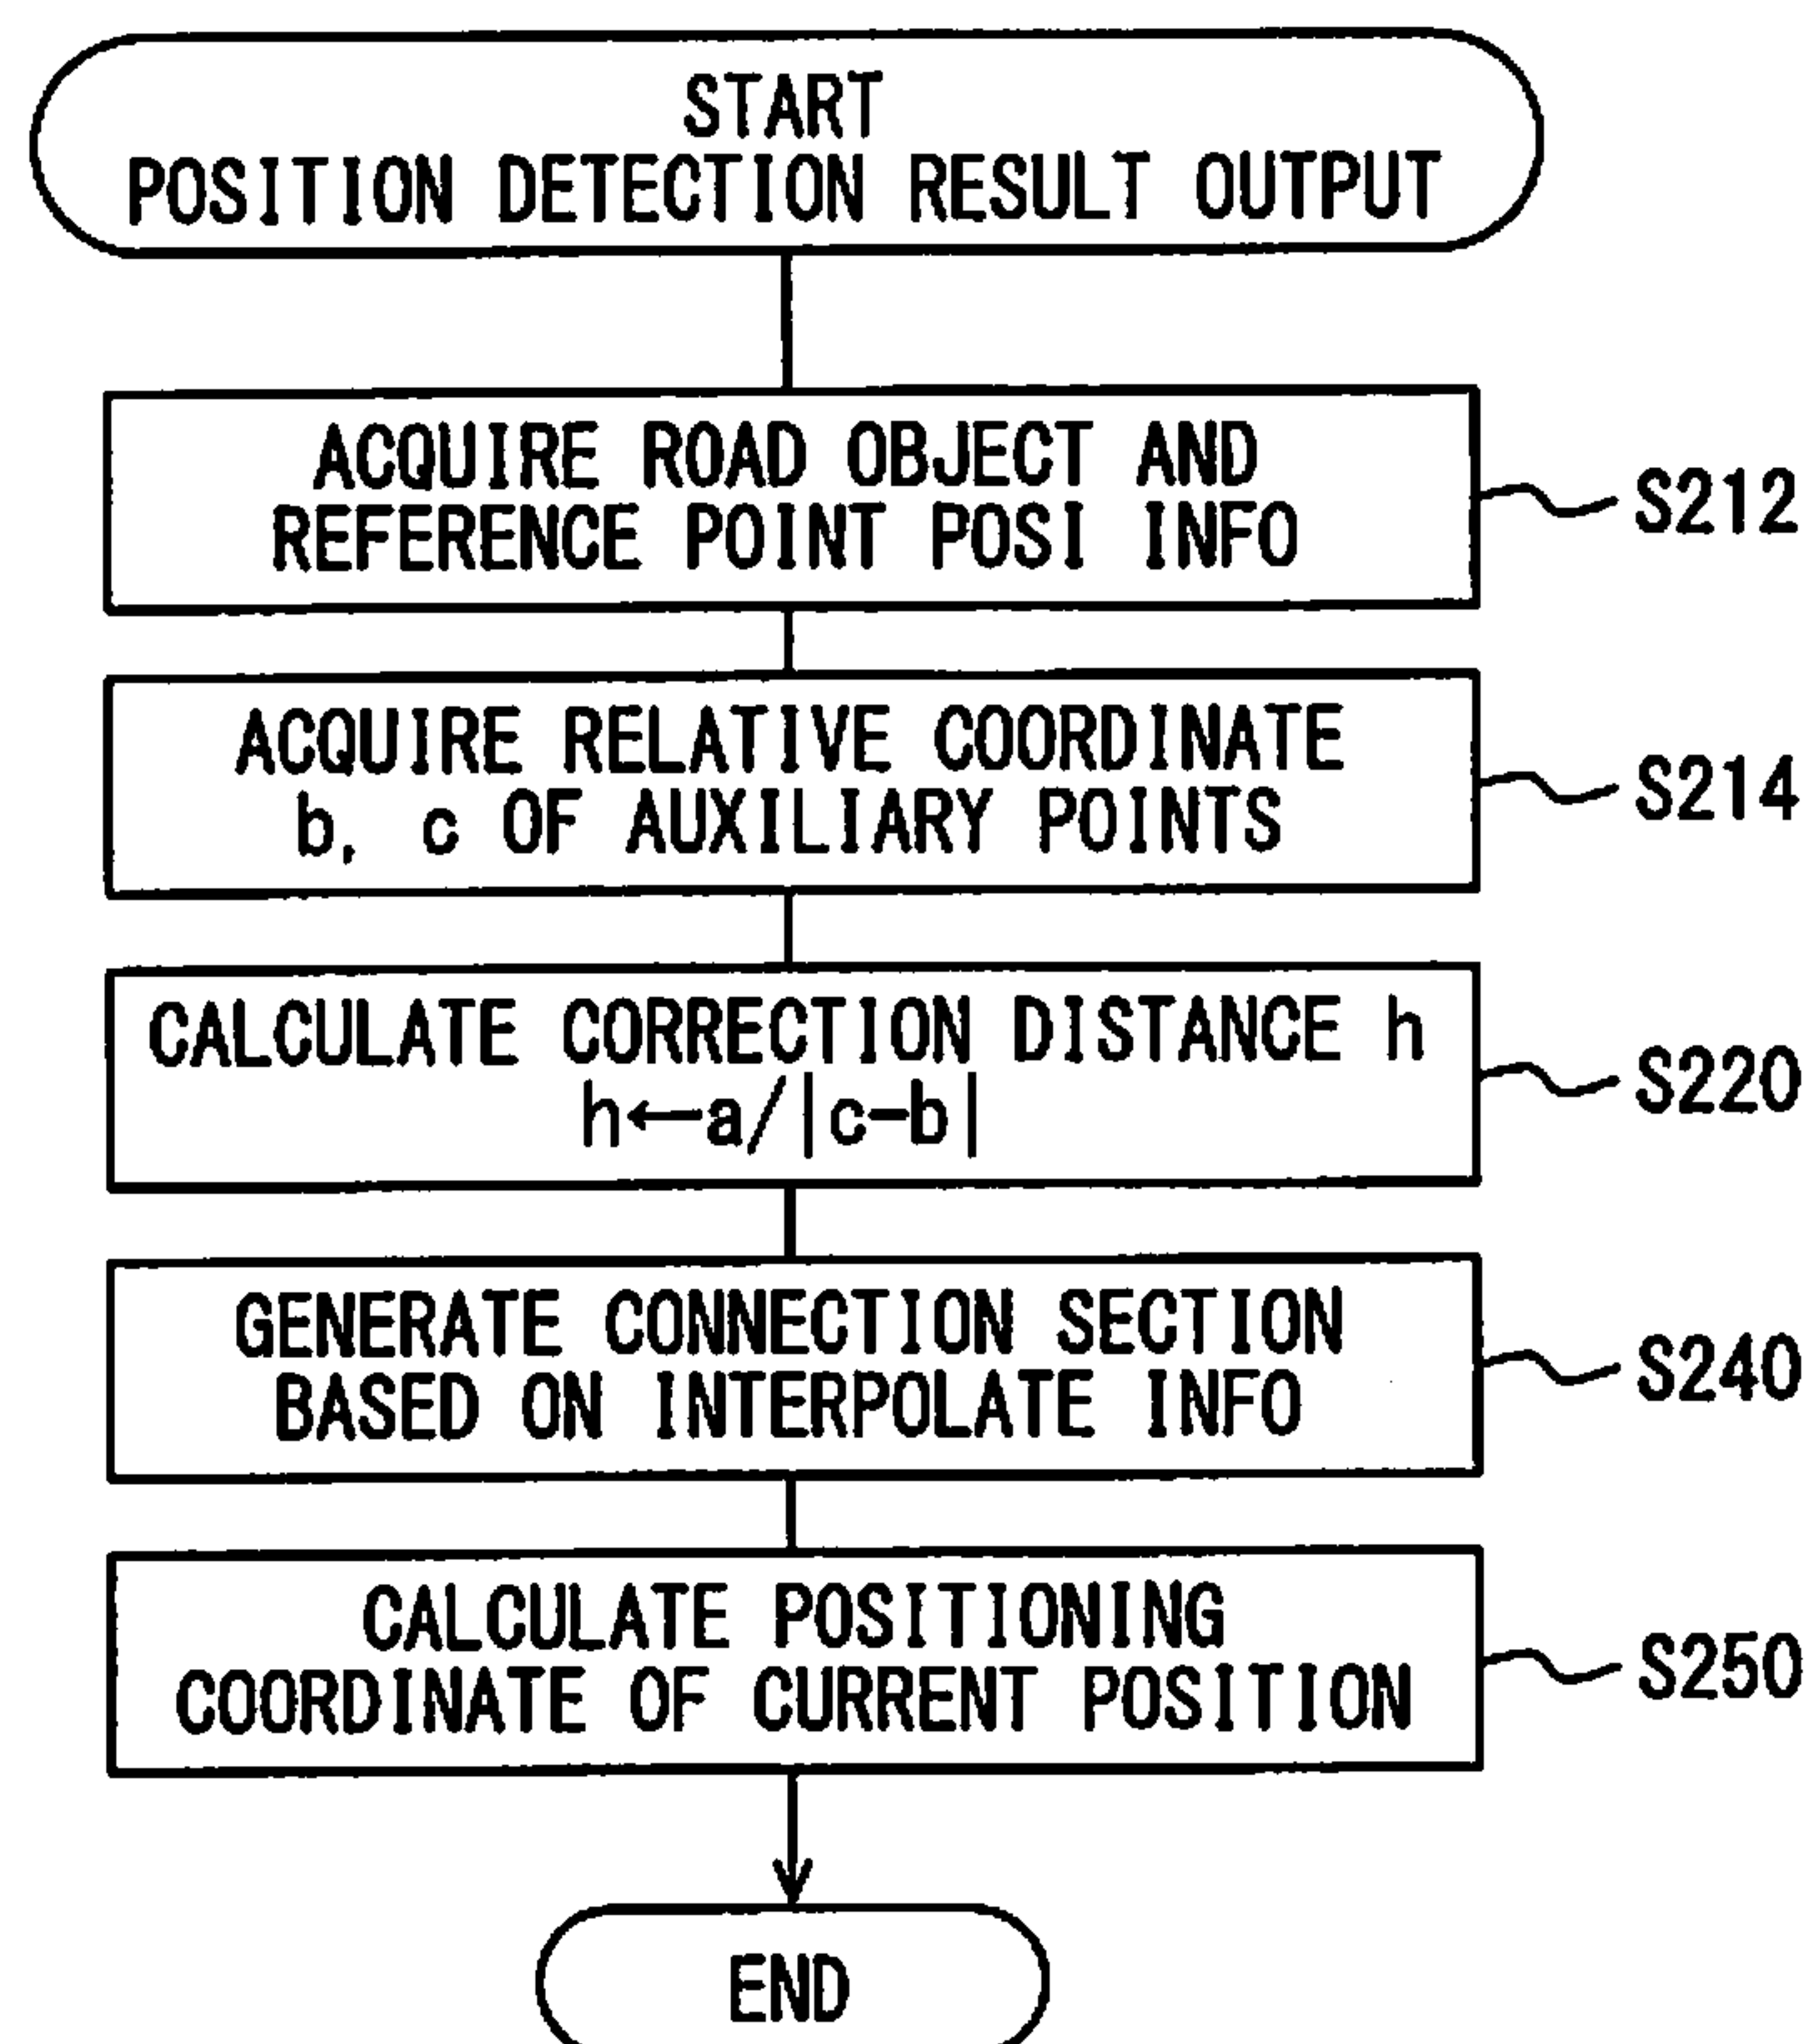 START
POSITION DETECTION RESULT OUTPUT
ACQUIRE ROAD OBJECT AND
REFERENCE POINT POSI INFO
S212
ACQUIRE RELATIVE COORDINATE
b, c OF AUXILIARY POINTS
S214
CALCULATE CORRECTION DISTANCE h
h←a/|c-b|
S220
GENERATE CONNECTION SECTION
BASED ON INTERPOLATE INFO
S240
CALCULATE POSITIONING
COORDINATE OF CURRENT POSITION
S250
END